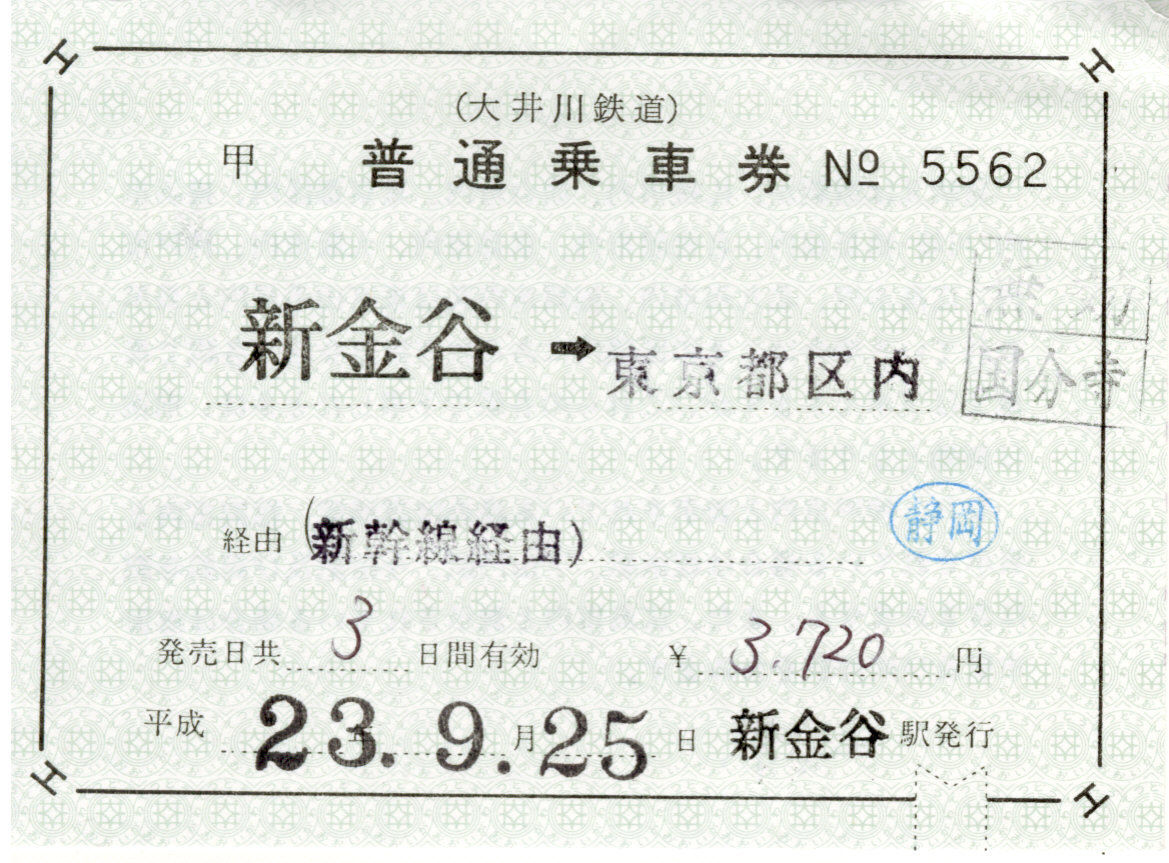 (大井川鉄道)
甲 普通乗車券 № 5562
新金谷 ➡ 東京都区内
国分寺
経由 (新幹線経由)
静岡
発売日共 3 日間有効 ¥ 3.720 円
平成 23. 9. 月 25 日 新金谷 駅発行